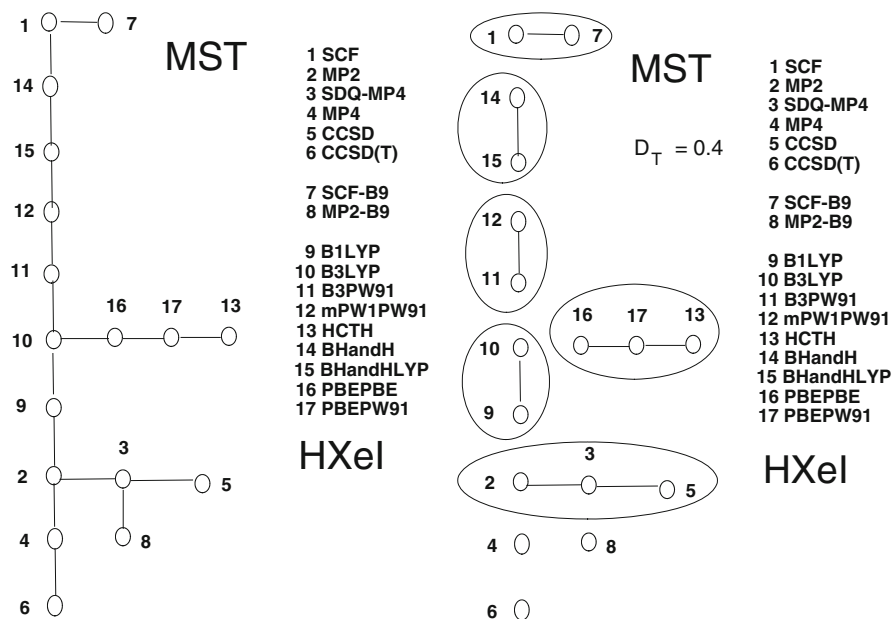 1
7
MST
14
15
12
11
10
16
17
13
9
2
3
5
4
8
6
1 SCF
2 MP2
3 SDQ-MP4
4 MP4
5 CCSD
6 CCSD(T)
7 SCF-B9
8 MP2-B9
9 B1LYP
10 B3LYP
11 B3PW91
12 mPW1PW91
13 HCTH
14 BHandH
15 BHandHLYP
16 PBEPBE
17 PBEPW91
HXeI
1
7
MST
14
15
D_T = 0.4
12
11
16
17
13
10
9
2
3
5
4
8
6
1 SCF
2 MP2
3 SDQ-MP4
4 MP4
5 CCSD
6 CCSD(T)
7 SCF-B9
8 MP2-B9
9 B1LYP
10 B3LYP
11 B3PW91
12 mPW1PW91
13 HCTH
14 BHandH
15 BHandHLYP
16 PBEPBE
17 PBEPW91
HXeI